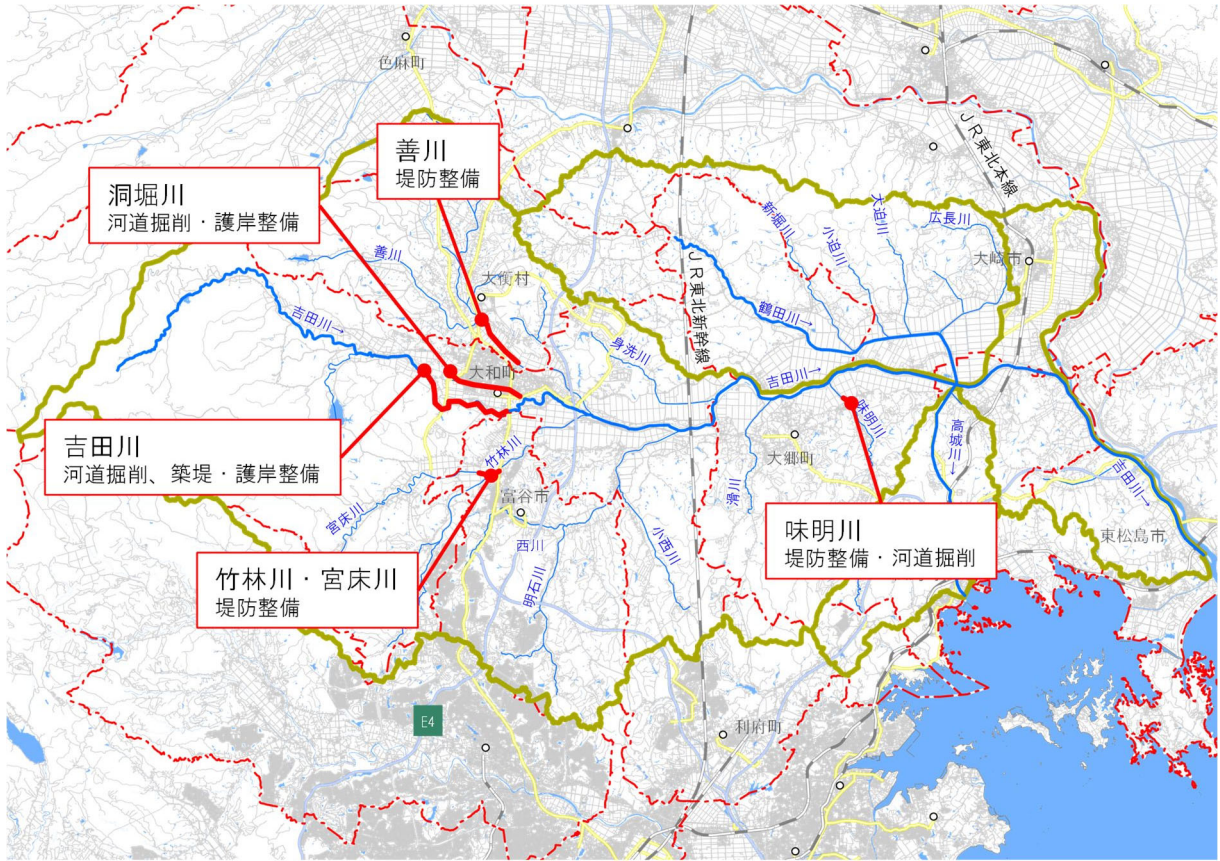 色麻町
善川
堤防整備
洞堀川
河道掘削・護岸整備
JR東北本線
善川
大衡村
新堀川
小迫川
大迫川
広長川
大崎市
吉田川→
JR東北新幹線
鶴田川→
身洗川
大和町
吉田川→
味明川
高城川→
吉田川
河道掘削、築堤・護岸整備
竹林川
大郷町
滑川
吉田川→
宮床川
富谷市
西川
明石川
小西川
東松島市
竹林川・宮床川
堤防整備
味明川
堤防整備・河道掘削
E4
利府町